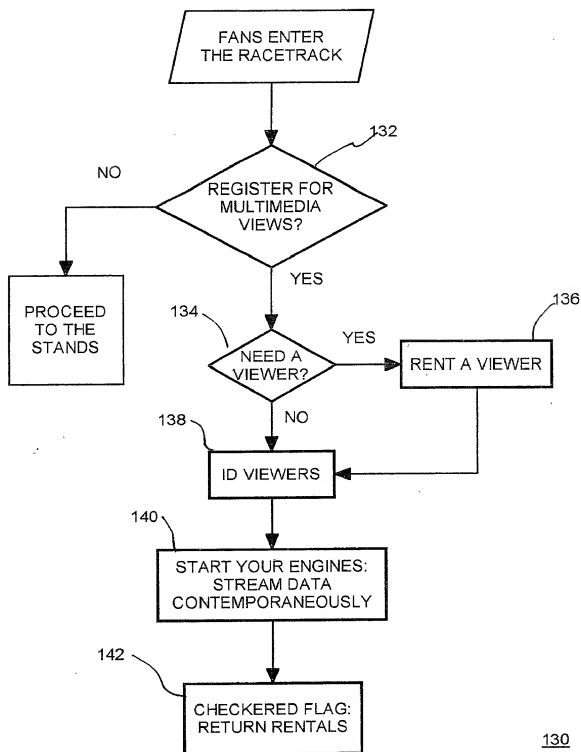 FANS ENTER
THE RACETRACK
132
NO
REGISTER FOR
MULTIMEDIA
VIEWS?
YES
PROCEED
TO THE
STANDS
134
NEED A
VIEWER?
YES
136
RENT A VIEWER
NO
138
ID VIEWERS
140
START YOUR ENGINES:
STREAM DATA
CONTEMPORANEOUSLY
142
CHECKERED FLAG:
RETURN RENTALS
130